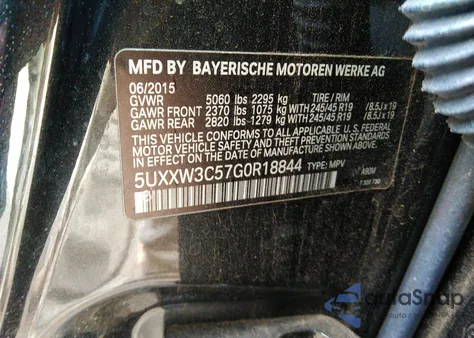 MFD BY BAYERISCHE MOTOREN WERKE AG
06/2015
GVWR 5060 lbs 2295 kg TIRE / RIM
GAWR FRONT 2370 lbs 1075 kg WITH 245/45 R19 /8.5J x 19
GAWR REAR 2820 lbs 1279 kg WITH 245/45 R19 /8.5J x 19
THIS VEHICLE CONFORMS TO ALL APPLICABLE FEDERAL
MOTOR VEHICLE SAFETY, BUMPER AND THEFT PREVENTION
STANDARDS IN EFFECT ON THE DATE OF MANUFACTURE
SHOWN ABOVE.
5UXXW3C57G0R18844 TYPE: MPV
autaSnap